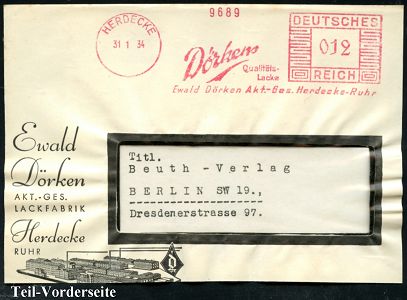 9689
HERDECKE
31 1 34
Dörkens
Qualitäts-
Lacke
Ewald Dörken Akt.-Ges. Herdecke-Ruhr
DEUTSCHES
012
REICH
Ewald
Dörken
AKT.-GES.
LACKFABRIK
Herdecke
RUHR
Titl.
Beuth-Verlag
BERLIN SW 19.,
Dresdenerstrasse 97.
D
Teil-Vorderseite